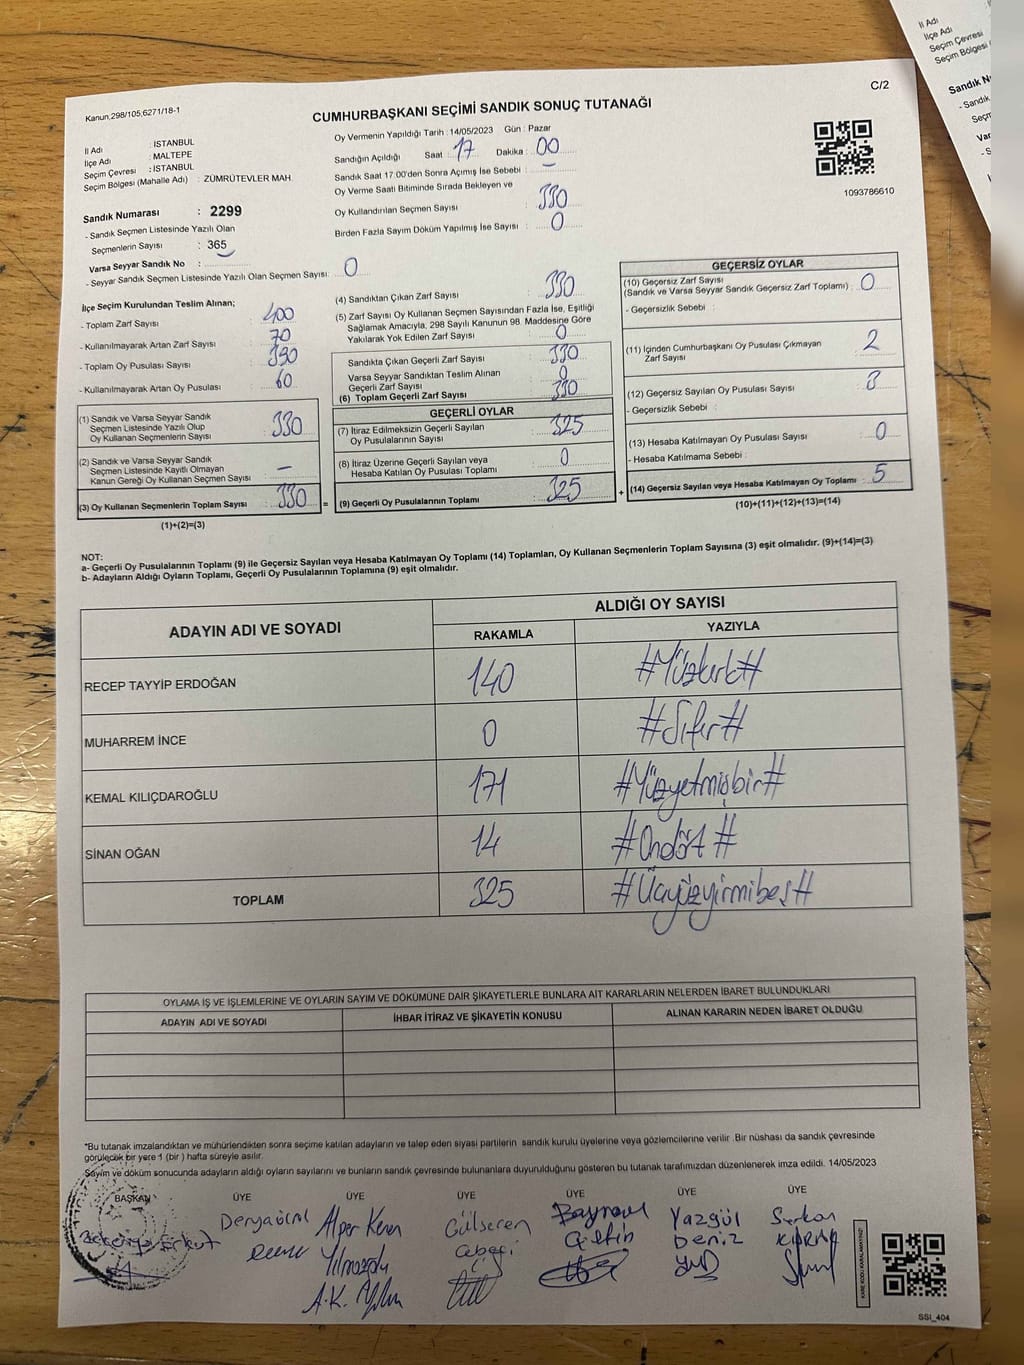 Kanun,298/105,6271/18-1
C/2
CUMHURBAŞKANI SEÇİMİ SANDIK SONUÇ TUTANAĞI
İl Adı : İSTANBUL
İlçe Adı : MALTEPE
Seçim Çevresi : İSTANBUL
Seçim Bölgesi (Mahalle Adı) : ZÜMRÜTEVLER MAH.
Sandık Numarası : 2299
- Sandık Seçmen Listesinde Yazılı Olan
Seçmenlerin Sayısı : 365
Varsa Seyyar Sandık No :
- Seyyar Sandık Seçmen Listesinde Yazılı Olan Seçmen Sayısı: 0
Oy Vermenin Yapıldığı Tarih : 14/05/2023 Gün : Pazar
Sandığın Açıldığı Saat : 17 Dakika : 00
Sandık Saat 17.00'den Sonra Açımış İse Sebebi : –
Oy Verme Saati Bitiminde Sırada Bekleyen ve
Oy Kullandırılan Seçmen Sayısı : 330
Birden Fazla Sayım Döküm Yapılmış İse Sayısı : 0
1093786610
İlçe Seçim Kurulundan Teslim Alınan;
- Toplam Zarf Sayısı : 400
- Kullanılmayarak Artan Zarf Sayısı : 70
- Toplam Oy Pusulası Sayısı : 390
- Kullanılmayarak Artan Oy Pusulası : 60
(1) Sandık ve Varsa Seyyar Sandık
Seçmen Listesinde Yazılı Olup
Oy Kullanan Seçmenlerin Sayısı : 330
(2) Sandık ve Varsa Seyyar Sandık
Seçmen Listesinde Kayıtlı Olmayan
Kanun Gereği Oy Kullanan Seçmen Sayısı : –
(3) Oy Kullanan Seçmenlerin Toplam Sayısı : 330
(1)+(2)=(3)
(4) Sandıktan Çıkan Zarf Sayısı : 330
(5) Zarf Sayısı Oy Kullanan Seçmen Sayısından Fazla İse, Eşitliği
Sağlamak Amacıyla, 298 Sayılı Kanunun 98. Maddesine Göre
Yakılarak Yok Edilen Zarf Sayısı : 0
Sandıkta Çıkan Geçerli Zarf Sayısı : 330
Varsa Seyyar Sandıktan Teslim Alınan
Geçerli Zarf Sayısı : 0
(6) Toplam Geçerli Zarf Sayısı : 330
GEÇERLİ OYLAR
(7) İtiraz Edilmeksizin Geçerli Sayılan
Oy Pusulalarının Sayısı : 325
(8) İtiraz Üzerine Geçerli Sayılan veya
Hesaba Katılan Oy Pusulası Toplamı : 0
= (9) Geçerli Oy Pusulalarının Toplamı : 325
GEÇERSİZ OYLAR
(10) Geçersiz Zarf Sayısı
(Sandık ve Varsa Seyyar Sandık Geçersiz Zarf Toplamı) : 0
- Geçersizlik Sebebi :
(11) İçinden Cumhurbaşkanı Oy Pusulası Çıkmayan
Zarf Sayısı : 2
(12) Geçersiz Sayılan Oy Pusulası Sayısı : 3
- Geçersizlik Sebebi :
(13) Hesaba Katılmayan Oy Pusulası Sayısı : 0
- Hesaba Katılmama Sebebi :
+ (14) Geçersiz Sayılan veya Hesaba Katılmayan Oy Toplamı : 5
(10)+(11)+(12)+(13)=(14)
NOT:
a- Geçerli Oy Pusulalarının Toplamı (9) ile Geçersiz Sayılan veya Hesaba Katılmayan Oy Toplamı (14) Toplamları, Oy Kullanan Seçmenlerin Toplam Sayısına (3) eşit olmalıdır. (9)+(14)=(3)
b- Adayların Aldığı Oyların Toplamı, Geçerli Oy Pusulalarının Toplamına (9) eşit olmalıdır.
ADAYIN ADI VE SOYADI ALDIĞI OY SAYISI
RAKAMLA YAZIYLA
RECEP TAYYİP ERDOĞAN 140 #Yüzkırk#
MUHARREM İNCE 0 #Sıfır#
KEMAL KILIÇDAROĞLU 171 #Yüzyetmişbir#
SİNAN OĞAN 14 #Ondört#
TOPLAM 325 #Üçyüzyirmibeş#
OYLAMA İŞ VE İŞLEMLERİNE VE OYLARIN SAYIM VE DÖKÜMÜNE DAİR ŞİKAYETLERLE BUNLARA AİT KARARLARIN NELERDEN İBARET BULUNDUKLARI
ADAYIN ADI VE SOYADI İHBAR İTİRAZ VE ŞİKAYETİN KONUSU ALINAN KARARIN NEDEN İBARET OLDUĞU
*Bu tutanak imzalandıktan ve mühürlendikten sonra seçime katılan adayların ve talep eden siyasi partilerin sandık kurulu üyelerine veya gözlemcilerine verilir .Bir nüshası da sandık çevresinde
görülecek bir yere 1 (bir ) hafta süreyle asılır.
Sayım ve döküm sonucunda adayların aldığı oyların sayılarını ve bunların sandık çevresinde bulunanlara duyurulduğunu gösteren bu tutanak tarafımızdan düzenlenerek imza edildi. 14/05/2023
BAŞKAN ÜYE ÜYE ÜYE ÜYE ÜYE ÜYE
Erkut Derya Alper Kenan Gülseren Bayram Yazgül Serkan
Yılmazoğlu Çetin Deniz
A.K.
KARE KODU KARALAMAYINIZ!
SSI_404
İl Adı
İlçe Adı
Seçim Çevresi
Seçim Bölgesi